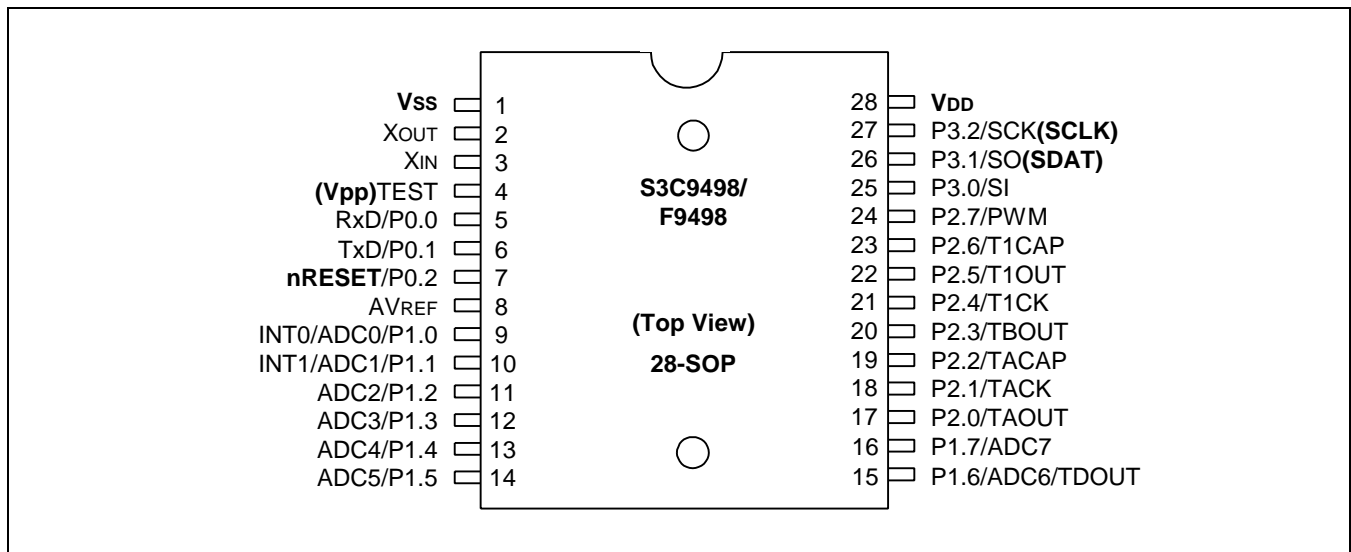 VSS 1
XOUT 2
XIN 3
(Vpp)TEST 4
RxD/P0.0 5
TxD/P0.1 6
nRESET/P0.2 7
AVREF 8
INT0/ADC0/P1.0 9
INT1/ADC1/P1.1 10
ADC2/P1.2 11
ADC3/P1.3 12
ADC4/P1.4 13
ADC5/P1.5 14
S3C9498/
F9498
(Top View)
28-SOP
28 VDD
27 P3.2/SCK(SCLK)
26 P3.1/SO(SDAT)
25 P3.0/SI
24 P2.7/PWM
23 P2.6/T1CAP
22 P2.5/T1OUT
21 P2.4/T1CK
20 P2.3/TBOUT
19 P2.2/TACAP
18 P2.1/TACK
17 P2.0/TAOUT
16 P1.7/ADC7
15 P1.6/ADC6/TDOUT